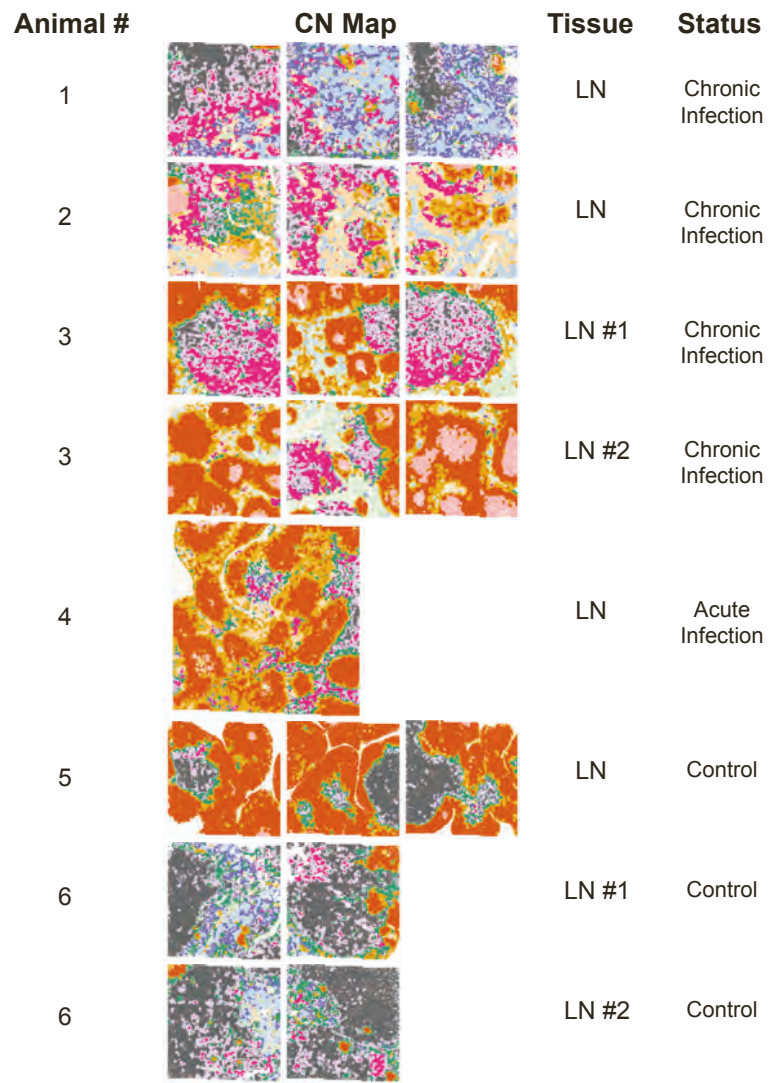 Animal # CN Map Tissue Status
1 LN Chronic
Infection
2 LN Chronic
Infection
3 LN #1 Chronic
Infection
3 LN #2 Chronic
Infection
4 LN Acute
Infection
5 LN Control
6 LN #1 Control
6 LN #2 Control